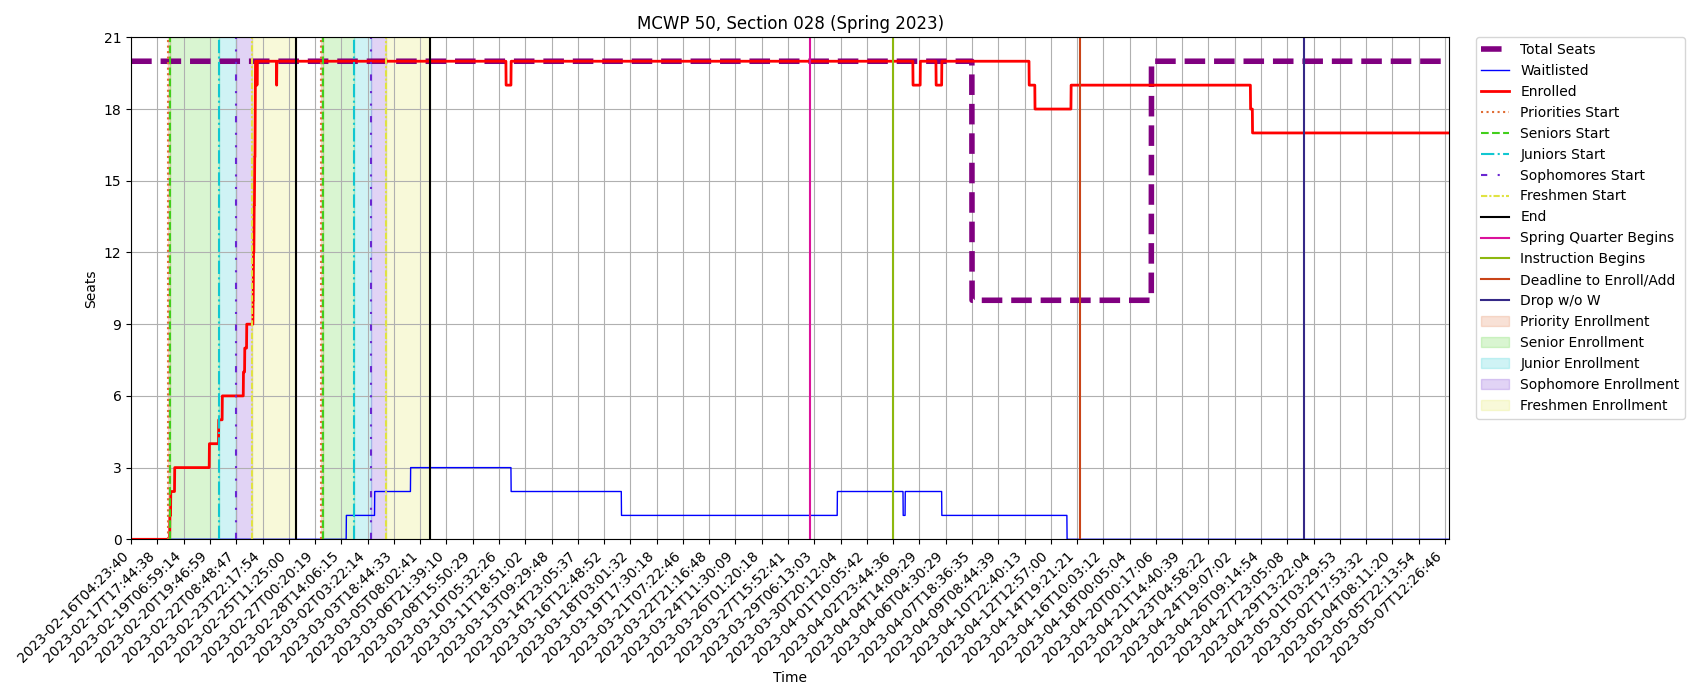 MCWP 50, Section 028 (Spring 2023)
21
18
15
12
9
6
3
0
Seats
2023-02-16T04:23:40
2023-02-17T17:44:38
2023-02-19T06:59:14
2023-02-20T19:46:59
2023-02-22T08:48:47
2023-02-23T22:17:54
2023-02-25T11:25:00
2023-02-27T00:20:19
2023-02-28T14:06:15
2023-03-02T03:22:14
2023-03-03T18:44:33
2023-03-05T08:02:41
2023-03-06T21:39:10
2023-03-08T15:50:29
2023-03-10T05:32:26
2023-03-11T18:51:02
2023-03-13T09:29:48
2023-03-14T23:05:37
2023-03-16T12:48:52
2023-03-18T03:01:32
2023-03-19T17:30:18
2023-03-21T07:22:46
2023-03-22T21:16:48
2023-03-24T11:30:09
2023-03-26T01:20:18
2023-03-27T15:52:41
2023-03-29T06:13:03
2023-03-30T20:12:04
2023-04-01T10:05:42
2023-04-02T23:44:36
2023-04-04T14:09:29
2023-04-06T04:30:29
2023-04-07T18:36:35
2023-04-09T08:44:39
2023-04-10T22:40:13
2023-04-12T12:57:00
2023-04-14T19:21:21
2023-04-16T10:03:12
2023-04-18T00:05:04
2023-04-20T00:17:06
2023-04-21T14:40:39
2023-04-23T04:58:22
2023-04-24T19:07:02
2023-04-26T09:14:54
2023-04-27T23:05:08
2023-04-29T13:22:04
2023-05-01T03:29:53
2023-05-02T17:53:32
2023-05-04T08:11:20
2023-05-05T22:13:54
2023-05-07T12:26:46
Time
Total Seats
Waitlisted
Enrolled
Priorities Start
Seniors Start
Juniors Start
Sophomores Start
Freshmen Start
End
Spring Quarter Begins
Instruction Begins
Deadline to Enroll/Add
Drop w/o W
Priority Enrollment
Senior Enrollment
Junior Enrollment
Sophomore Enrollment
Freshmen Enrollment